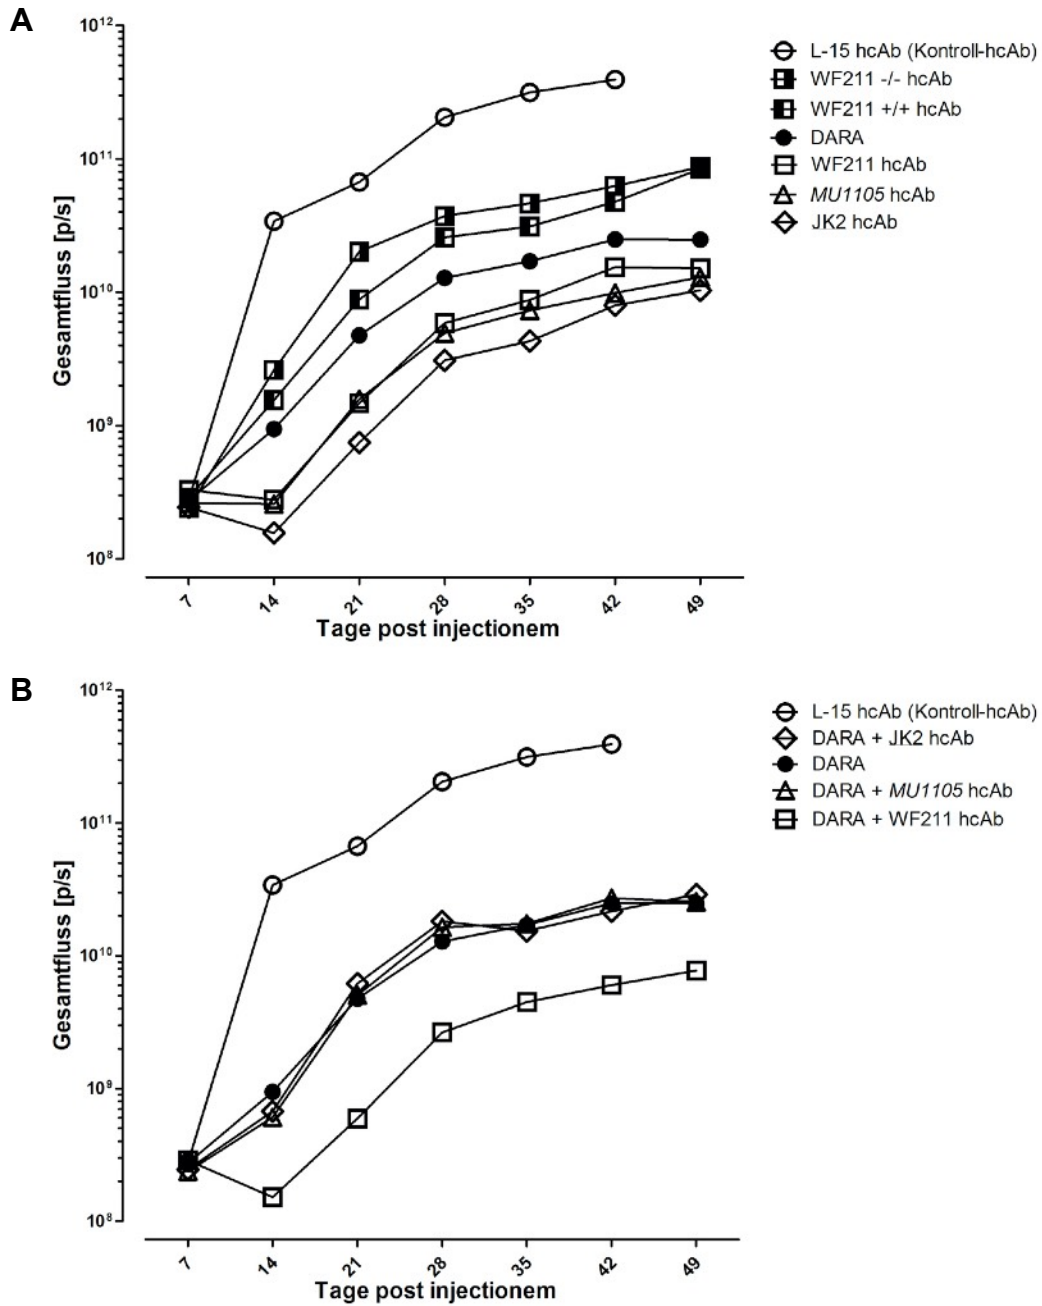 A
10¹²
10¹¹
10¹⁰
10⁹
10⁸
Gesamtfluss [p/s]
7
14
21
28
35
42
49
Tage post injectionem
L-15 hcAb (Kontroll-hcAb)
WF211 -/- hcAb
WF211 +/+ hcAb
DARA
WF211 hcAb
MU1105 hcAb
JK2 hcAb
B
10¹²
10¹¹
10¹⁰
10⁹
10⁸
Gesamtfluss [p/s]
7
14
21
28
35
42
49
Tage post injectionem
L-15 hcAb (Kontroll-hcAb)
DARA + JK2 hcAb
DARA
DARA + MU1105 hcAb
DARA + WF211 hcAb